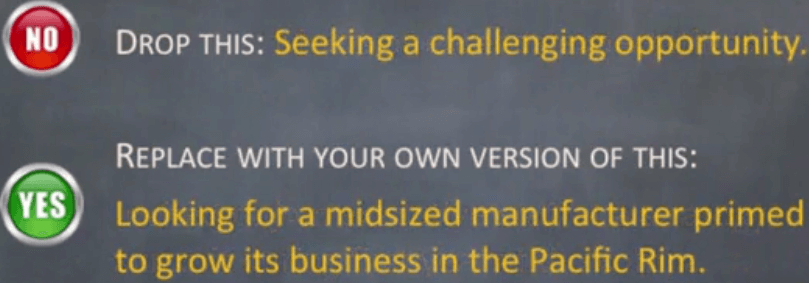 NO
DROP THIS: Seeking a challenging opportunity.
REPLACE WITH YOUR OWN VERSION OF THIS:
YES
Looking for a midsized manufacturer primed
to grow its business in the Pacific Rim.